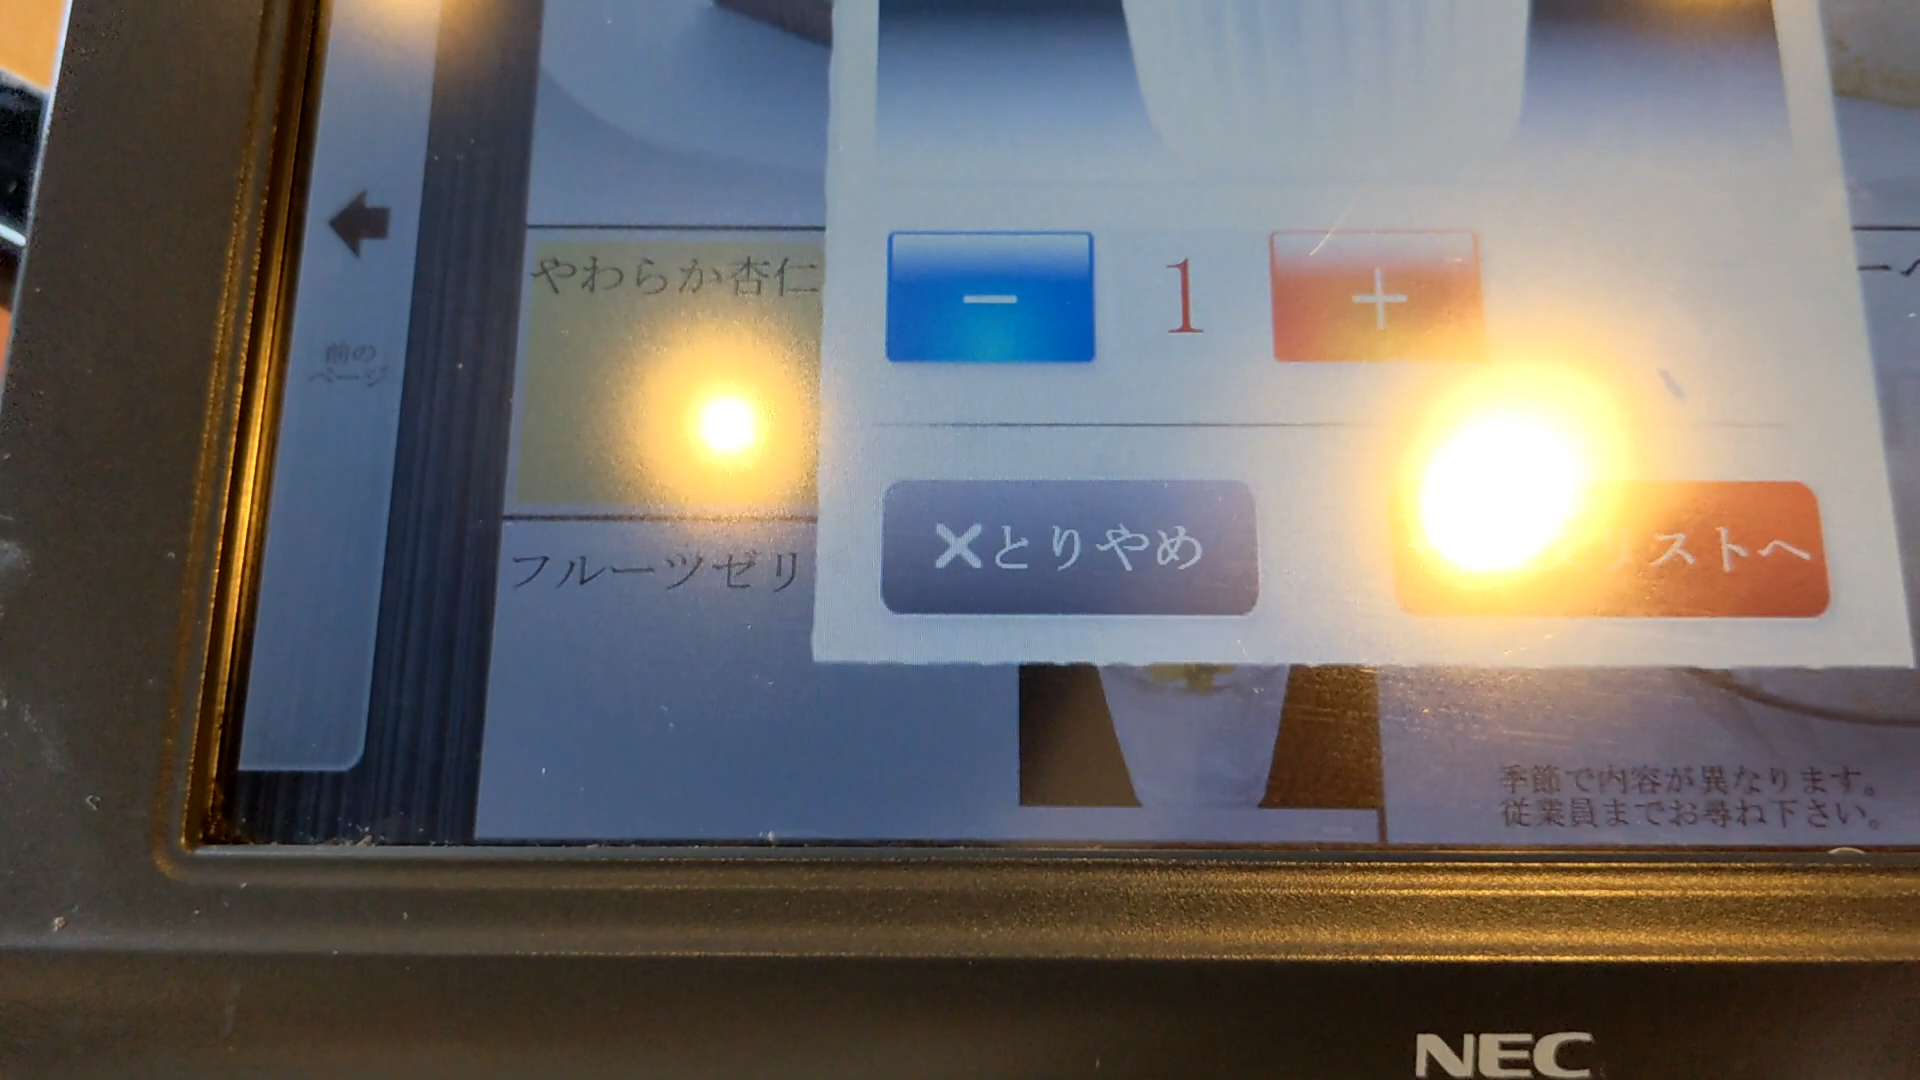 前の
ページ
やわらか杏仁
－ 1 ＋
フルーツゼリ
×とりやめ
ストへ
季節で内容が異なります。
従業員までお尋ね下さい。
NEC